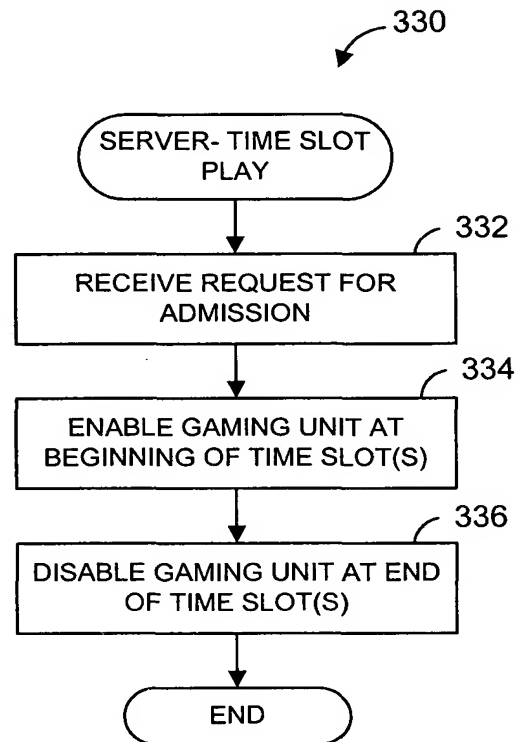 330
SERVER- TIME SLOT
PLAY
332
RECEIVE REQUEST FOR
ADMISSION
334
ENABLE GAMING UNIT AT
BEGINNING OF TIME SLOT(S)
336
DISABLE GAMING UNIT AT END
OF TIME SLOT(S)
END